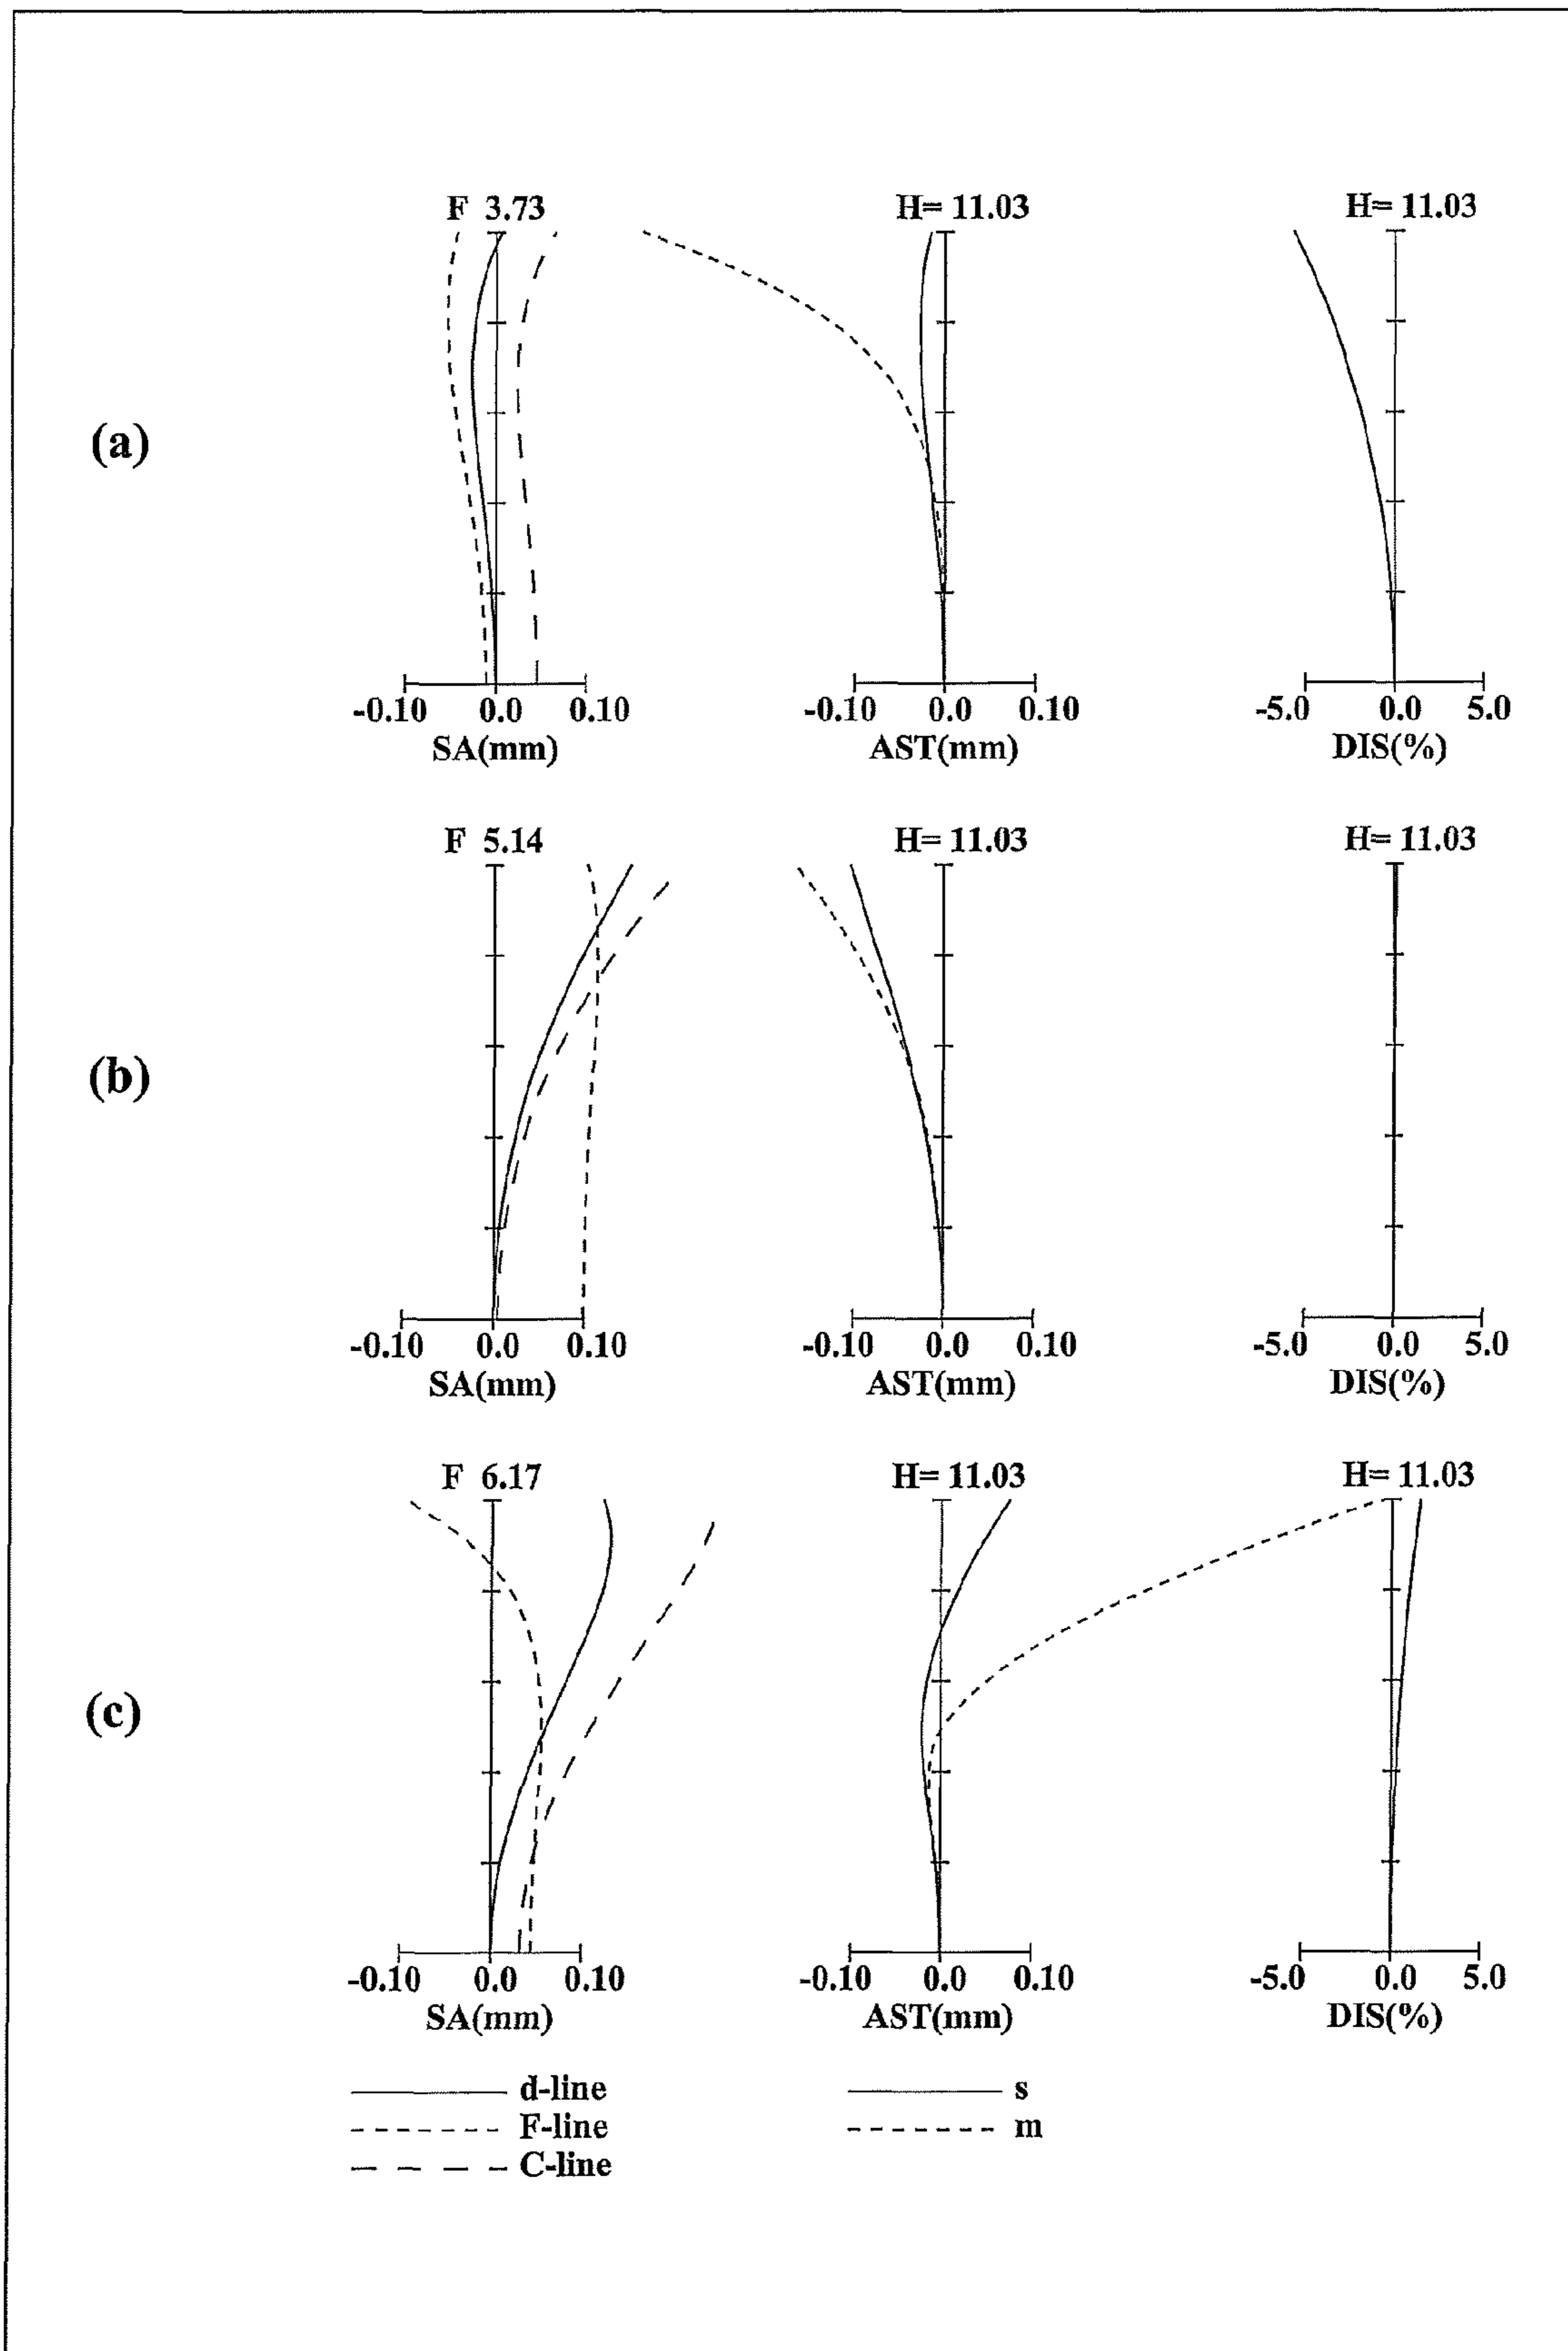 F 3.73 H= 11.03 H= 11.03
(a)
-0.10 0.0 0.10 -0.10 0.0 0.10 -5.0 0.0 5.0
SA(mm) AST(mm) DIS(%)
F 5.14 H= 11.03 H= 11.03
(b)
-0.10 0.0 0.10 -0.10 0.0 0.10 -5.0 0.0 5.0
SA(mm) AST(mm) DIS(%)
F 6.17 H= 11.03 H= 11.03
(c)
-0.10 0.0 0.10 -0.10 0.0 0.10 -5.0 0.0 5.0
SA(mm) AST(mm) DIS(%)
d-line s
F-line m
C-line